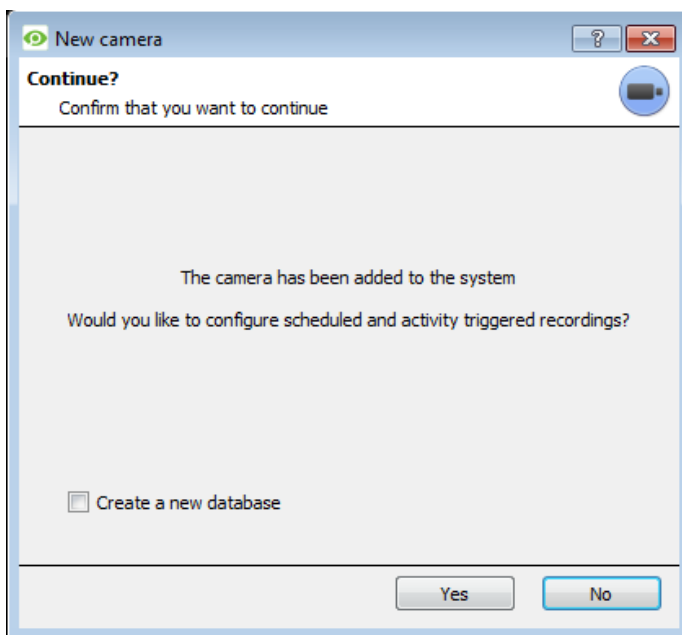 New camera
Continue?
Confirm that you want to continue
The camera has been added to the system
Would you like to configure scheduled and activity triggered recordings?
Create a new database
Yes
No